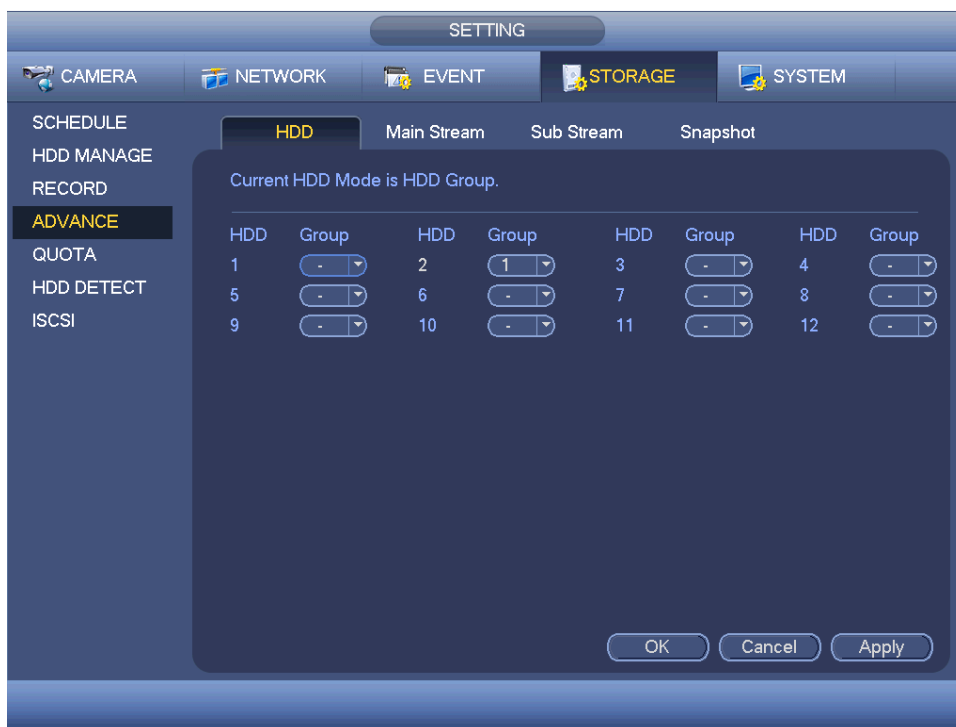 SETTING
CAMERA NETWORK EVENT STORAGE SYSTEM
SCHEDULE
HDD MANAGE
RECORD
ADVANCE
QUOTA
HDD DETECT
ISCSI
HDD Main Stream Sub Stream Snapshot
Current HDD Mode is HDD Group.
HDD Group HDD Group HDD Group HDD Group
1 - 2 1 3 - 4 -
5 - 6 - 7 - 8 -
9 - 10 - 11 - 12 -
OK Cancel Apply